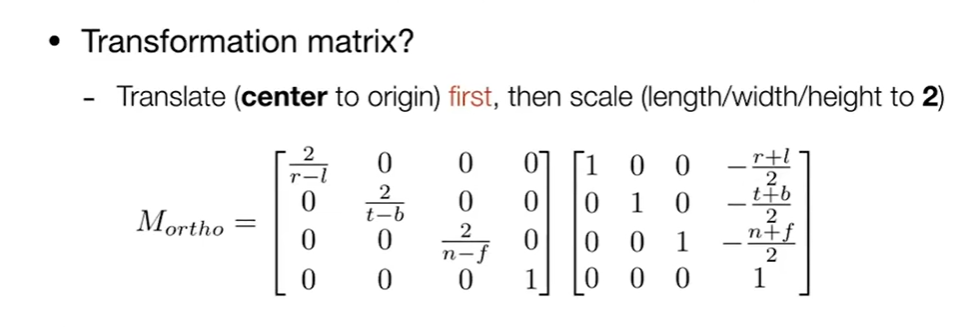 • Transformation matrix?
- Translate (center to origin) first, then scale (length/width/height to 2)
M_{ortho} = \begin{bmatrix} \frac{2}{r-l} & 0 & 0 & 0 \\ 0 & \frac{2}{t-b} & 0 & 0 \\ 0 & 0 & \frac{2}{n-f} & 0 \\ 0 & 0 & 0 & 1 \end{bmatrix} \begin{bmatrix} 1 & 0 & 0 & -\frac{r+l}{2} \\ 0 & 1 & 0 & -\frac{t+b}{2} \\ 0 & 0 & 1 & -\frac{n+f}{2} \\ 0 & 0 & 0 & 1 \end{bmatrix}